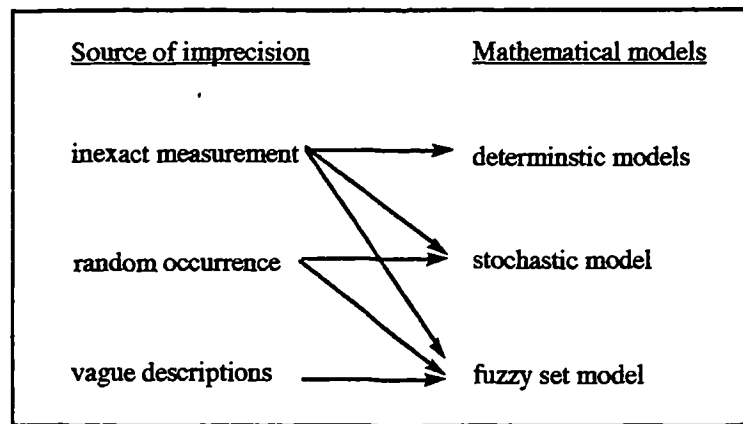 Source of imprecision
Mathematical models
inexact measurement
determinstic models
random occurrence
stochastic model
vague descriptions
fuzzy set model